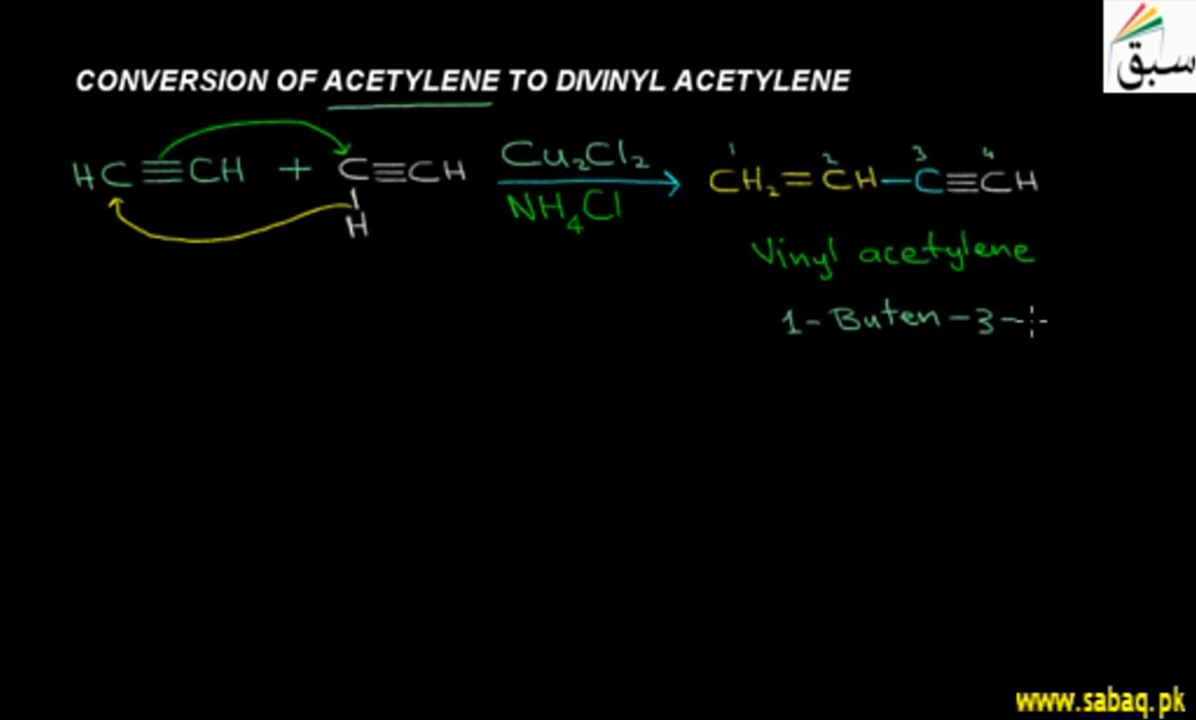 سبق
CONVERSION OF ACETYLENE TO DIVINYL ACETYLENE
HC≡CH + C≡CH Cu₂Cl₂ CH₂=CH–C≡CH
1 2 3 4
H
NH₄Cl
Vinyl acetylene
1-Buten-3-
www.sabaq.pk